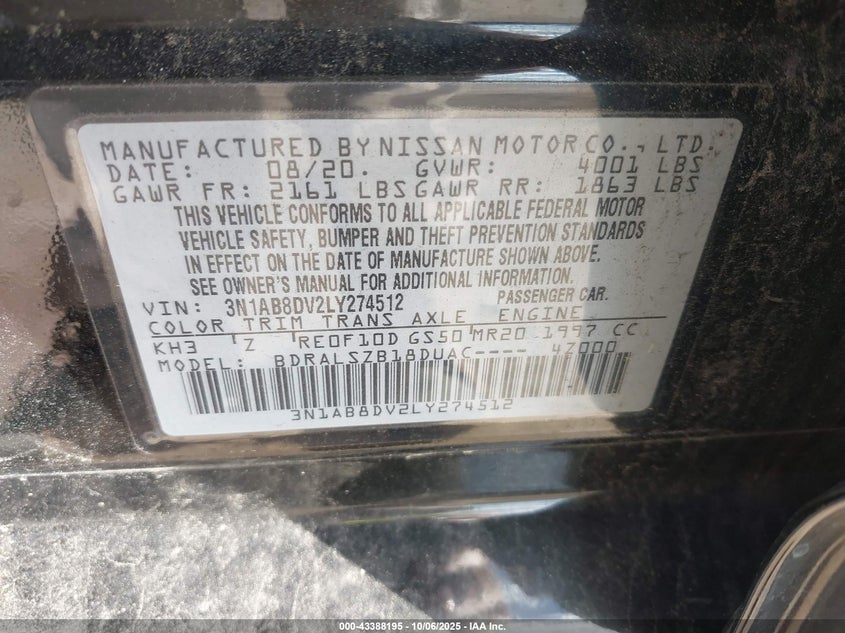 MANUFACTURED BY NISSAN MOTOR CO., LTD.
DATE: 08/20. GVWR: 4001 LBS
GAWR FR: 2161 LBS GAWR RR: 1863 LBS
THIS VEHICLE CONFORMS TO ALL APPLICABLE FEDERAL MOTOR
VEHICLE SAFETY, BUMPER AND THEFT PREVENTION STANDARDS
IN EFFECT ON THE DATE OF MANUFACTURE SHOWN ABOVE.
SEE OWNER'S MANUAL FOR ADDITIONAL INFORMATION.
VIN: 3N1AB8DV2LY274512 PASSENGER CAR.
COLOR TRIM TRANS AXLE ENGINE
KH3 Z RE0F10D GS50 MR20 1997 CC
MODEL: BDRALSZB18DUAC---- 4Z000
3N1AB8DV2LY274512
000-43388195 - 10/06/2025 - IAA Inc.